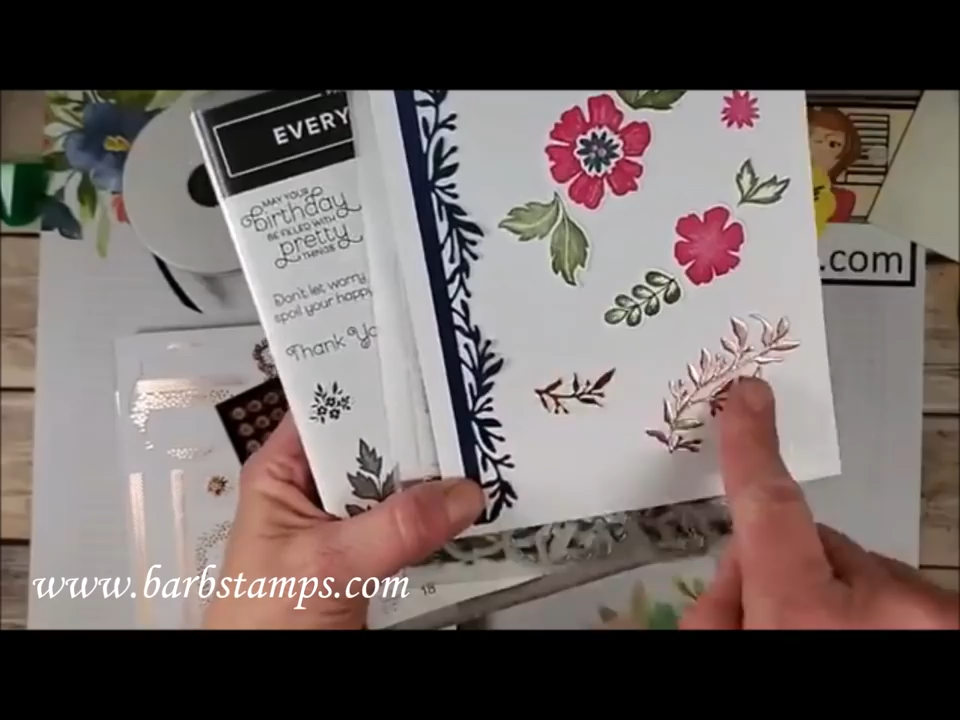 EVERY
MAY YOUR
birthday
BE FILLED WITH
pretty
THINGS
Don't let worry
spoil your happ
Thank Yo
.com
www.barbstamps.com
18